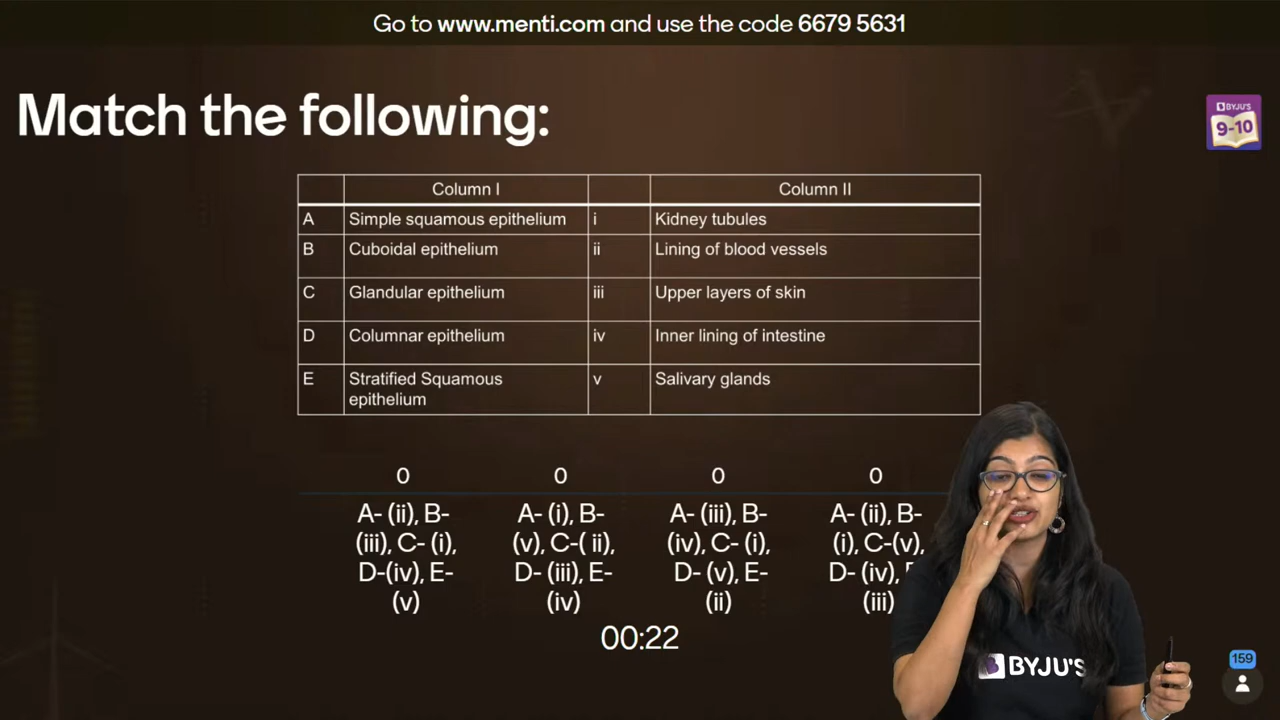 Go to www.menti.com and use the code 6679 5631
Match the following:
BYJU'S
9-10
Column I Column II
A Simple squamous epithelium i Kidney tubules
B Cuboidal epithelium ii Lining of blood vessels
C Glandular epithelium iii Upper layers of skin
D Columnar epithelium iv Inner lining of intestine
E Stratified Squamous v Salivary glands
epithelium
0 0 0 0
A- (ii), B-
(iii), C- (i),
D-(iv), E-
(v)
A- (i), B-
(v), C-( ii),
D- (iii), E-
(iv)
A- (iii), B-
(iv), C- (i),
D- (v), E-
(ii)
A- (ii), B-
(i), C-(v),
D- (iv),
(iii)
00:22
BYJU'S
159